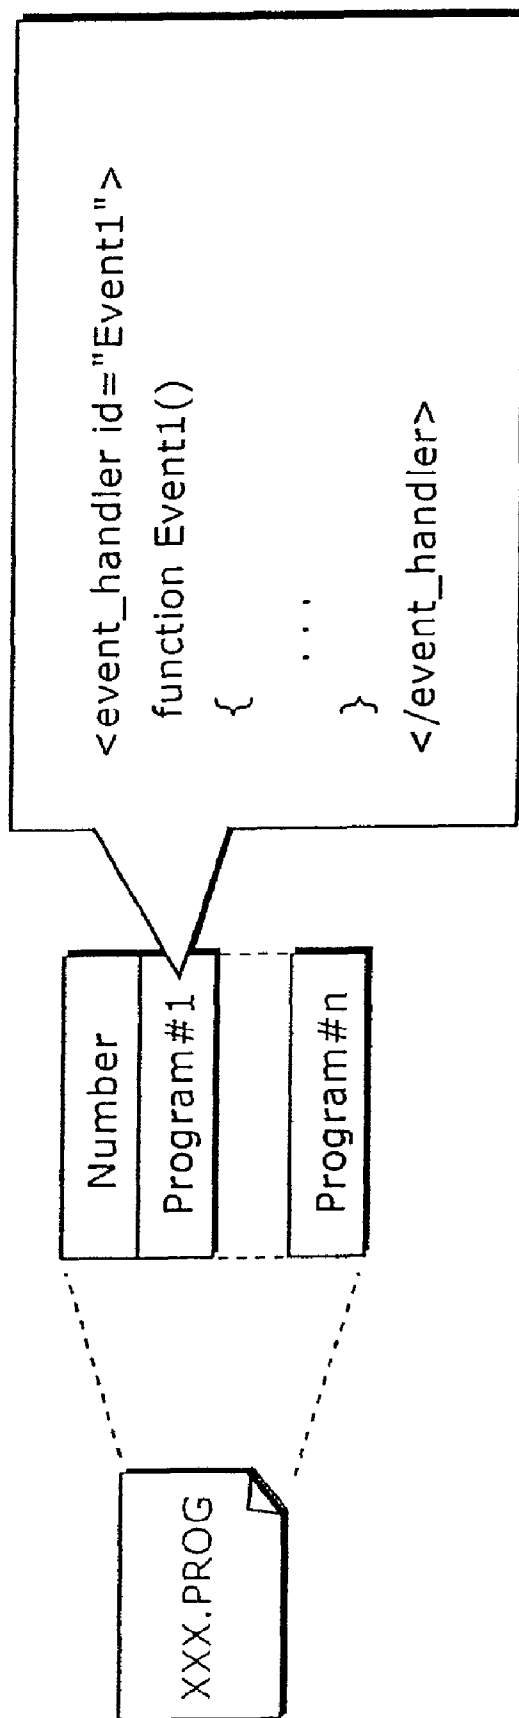 XXX.PROG
Number
Program#1
Program#n
<event_handler id="Event1">
function Event1()
{
...
}
</event_handler>